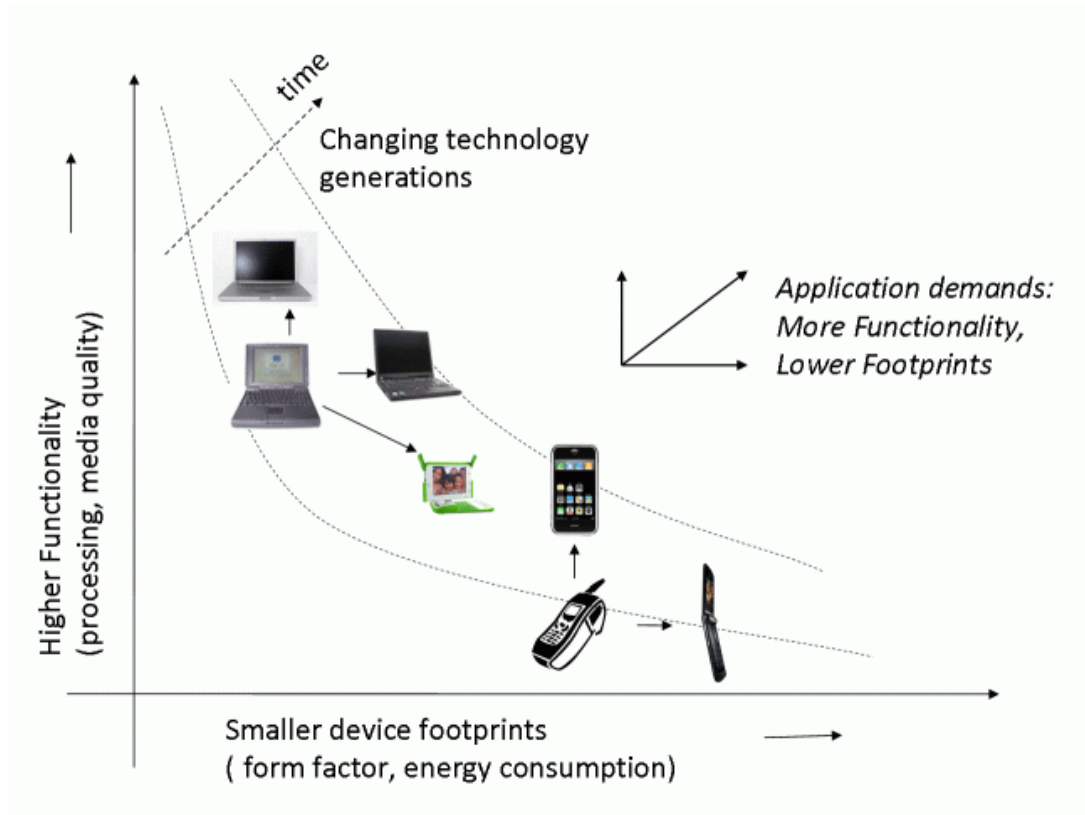 time
Changing technology
generations
Application demands:
More Functionality,
Lower Footprints
Higher Functionality
(processing, media quality)
Smaller device footprints
( form factor, energy consumption)